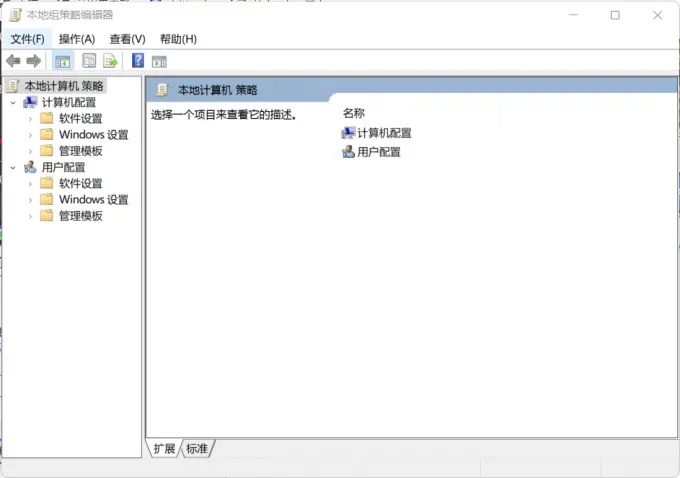 本地组策略编辑器
文件(F) 操作(A) 查看(V) 帮助(H)
本地计算机 策略
计算机配置
软件设置
Windows 设置
管理模板
用户配置
软件设置
Windows 设置
管理模板
本地计算机 策略
选择一个项目来查看它的描述。
名称
计算机配置
用户配置
扩展 标准